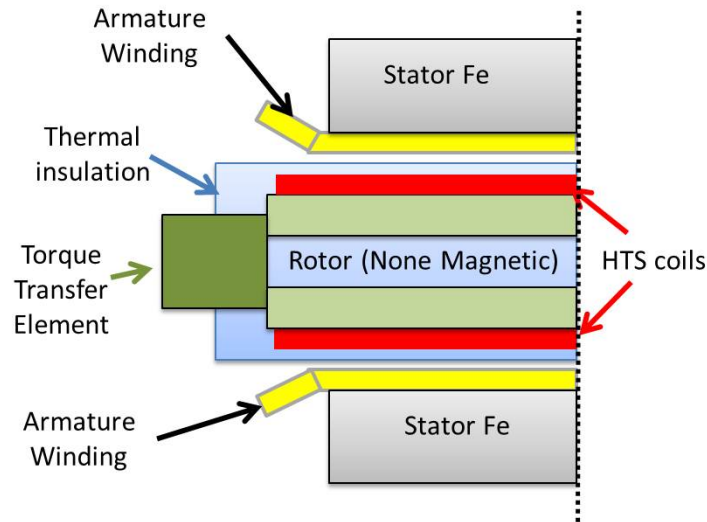 Armature
Winding
Stator Fe
Thermal
insulation
Rotor (None Magnetic)
HTS coils
Torque
Transfer
Element
Armature
Winding
Stator Fe